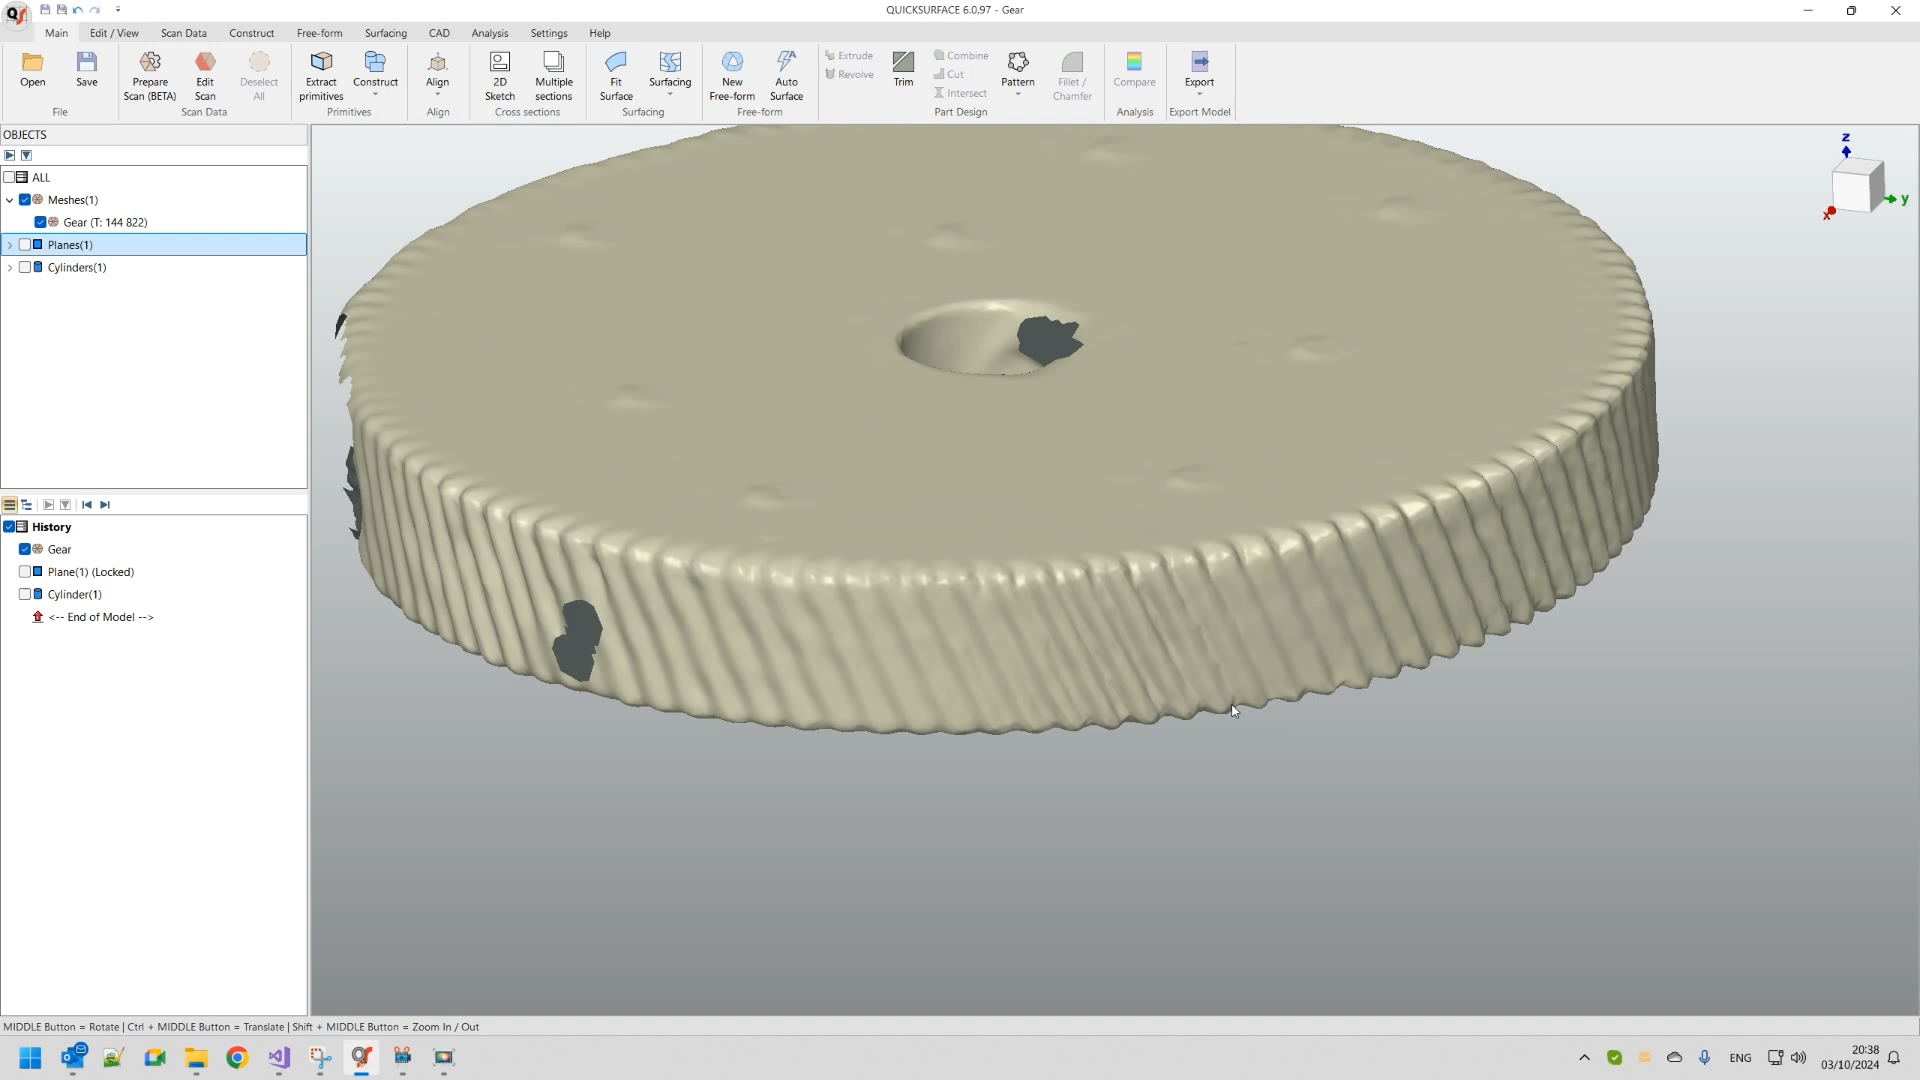 QUICKSURFACE 6.0.97 - Gear
Main Edit / View Scan Data Construct Free-form Surfacing CAD Analysis Settings Help
Open
Save
File
Prepare
Scan (BETA)
Edit
Scan
Deselect
All
Scan Data
Extract
primitives
Construct
Primitives
Align
Align
2D
Sketch
Multiple
sections
Cross sections
Fit
Surface
Surfacing
Surfacing
New
Free-form
Auto
Surface
Free-form
Extrude
Revolve
Trim
Combine
Cut
Intersect
Pattern
Fillet /
Chamfer
Part Design
Compare
Analysis
Export
Export Model
OBJECTS
ALL
Meshes(1)
Gear (T: 144 822)
Planes(1)
Cylinders(1)
History
Gear
Plane(1) (Locked)
Cylinder(1)
<-- End of Model -->
z
y
x
MIDDLE Button = Rotate | Ctrl + MIDDLE Button = Translate | Shift + MIDDLE Button = Zoom In / Out
ENG
20:38
03/10/2024